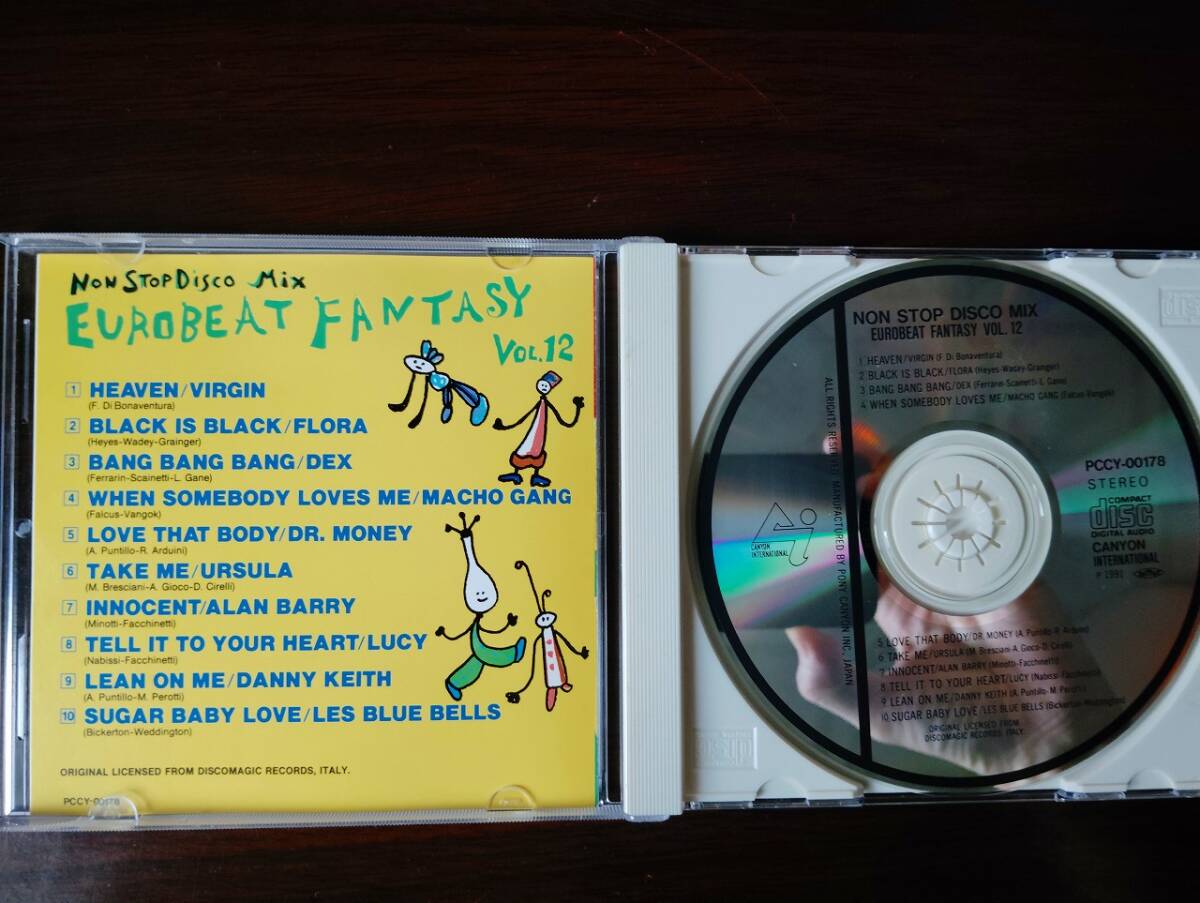 NON STOP DISCO MIX
EUROBEAT FANTASY
VOL.12
1 HEAVEN/VIRGIN
(F. Di Bonaventura)
2 BLACK IS BLACK/FLORA
(Heyes-Wadey-Grainger)
3 BANG BANG BANG/DEX
(Ferrarin-Scainetti-L. Gane)
4 WHEN SOMEBODY LOVES ME/MACHO GANG
(Falcus-Vangok)
5 LOVE THAT BODY/DR. MONEY
(A. Puntillo-R. Arduini)
6 TAKE ME/URSULA
(M. Bresciani-A. Gioco-D. Cirelli)
7 INNOCENT/ALAN BARRY
(Minotti-Facchinetti)
8 TELL IT TO YOUR HEART/LUCY
(Nabissi-Facchinetti)
9 LEAN ON ME/DANNY KEITH
(A. Puntillo-M. Perotti)
10 SUGAR BABY LOVE/LES BLUE BELLS
(Bickerton-Weddington)
ORIGINAL LICENSED FROM DISCOMAGIC RECORDS, ITALY.
PCCY-00178
NON STOP DISCO MIX
EUROBEAT FANTASY VOL. 12
1 HEAVEN/VIRGIN (F. Di Bonaventura)
2 BLACK IS BLACK/FLORA (Heyes-Wadey-Grainger)
3 BANG BANG BANG/DEX (Ferrarin-Scainetti-L. Gane)
4 WHEN SOMEBODY LOVES ME/MACHO GANG (Falcus-Vangok)
ALL RIGHTS RESERVED. MANUFACTURED BY PONY CANYON INC., JAPAN
CANYON
INTERNATIONAL
PCCY-00178
STEREO
COMPACT
disc
DIGITAL AUDIO
CANYON
INTERNATIONAL
℗ 1991
5 LOVE THAT BODY/DR. MONEY (A. Puntillo-R. Arduini)
6 TAKE ME/URSULA (M. Bresciani-A. Gioco-D. Cirelli)
7 INNOCENT/ALAN BARRY (Minotti-Facchinetti)
8 TELL IT TO YOUR HEART/LUCY (Nabissi-Facchinetti)
9 LEAN ON ME/DANNY KEITH (A. Puntillo-M. Perotti)
10 SUGAR BABY LOVE/LES BLUE BELLS (Bickerton-Weddington)
ORIGINAL LICENSED FROM
DISCOMAGIC RECORDS, ITALY.
disc
disc